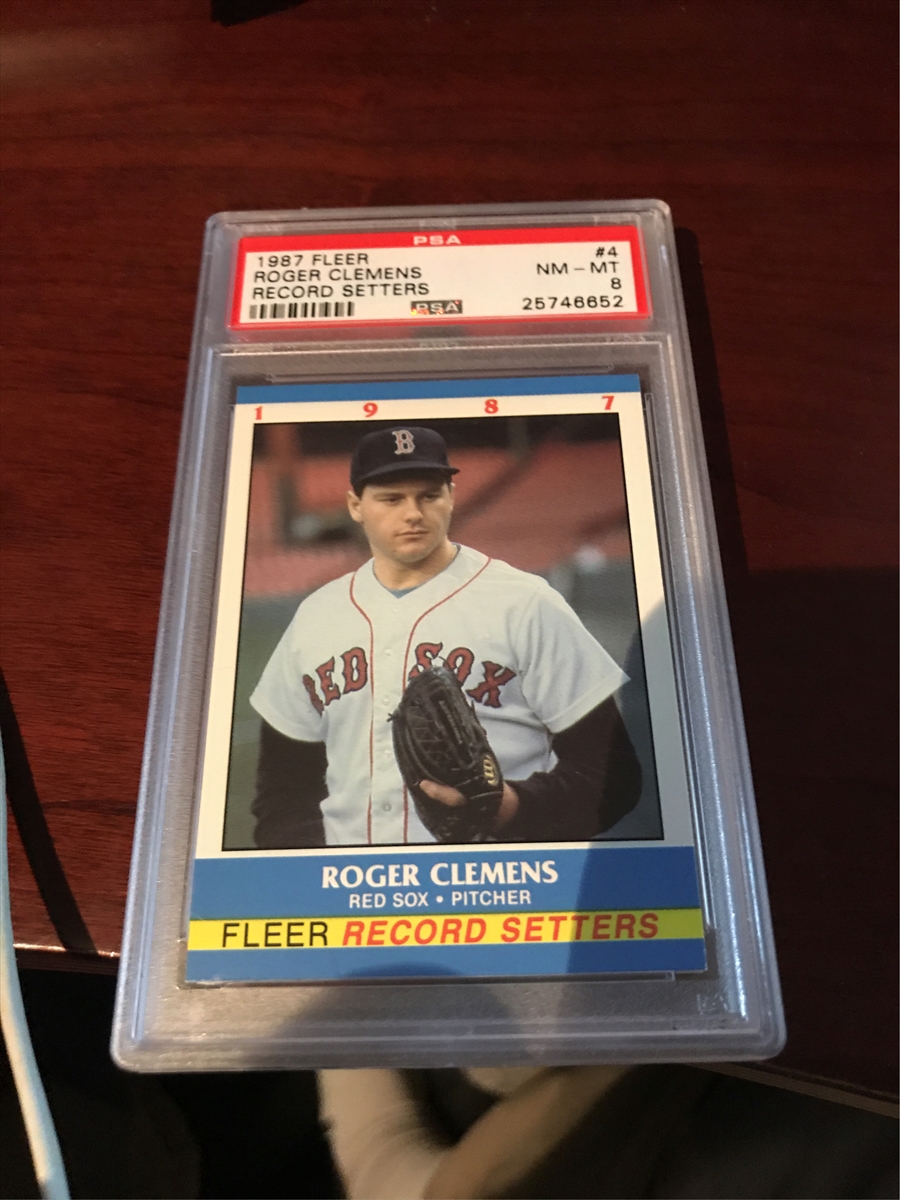 PSA
1987 FLEER #4
ROGER CLEMENS NM - MT
RECORD SETTERS 8
PSA 25746652
1 9 8 7
B
RED SOX
ROGER CLEMENS
RED SOX • PITCHER
FLEER RECORD SETTERS